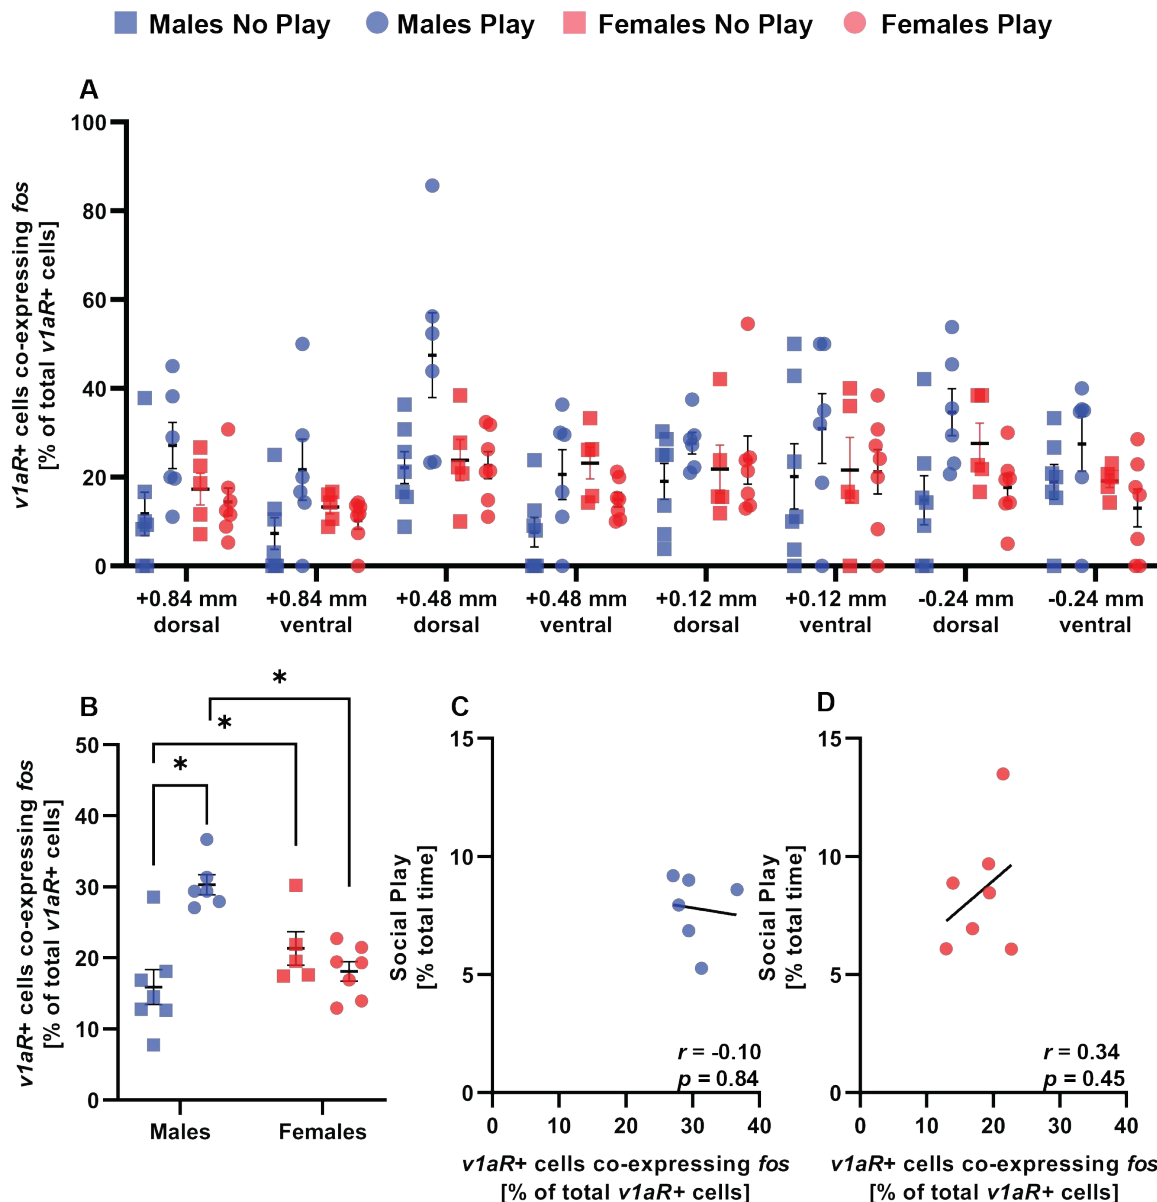 Males No Play Males Play Females No Play Females Play
A
v1aR+ cells co-expressing fos
[% of total v1aR+ cells]
100
80
60
40
20
0
+0.84 mm +0.84 mm +0.48 mm +0.48 mm +0.12 mm +0.12 mm -0.24 mm -0.24 mm
dorsal ventral dorsal ventral dorsal ventral dorsal ventral
B
v1aR+ cells co-expressing fos
[% of total v1aR+ cells]
50
40
30
20
10
0
* * *
Males Females
C
Social Play
[% total time]
15
10
5
0
r = -0.10
p = 0.84
0 10 20 30 40
v1aR+ cells co-expressing fos
[% of total v1aR+ cells]
D
Social Play
[% total time]
15
10
5
0
r = 0.34
p = 0.45
0 10 20 30 40
v1aR+ cells co-expressing fos
[% of total v1aR+ cells]